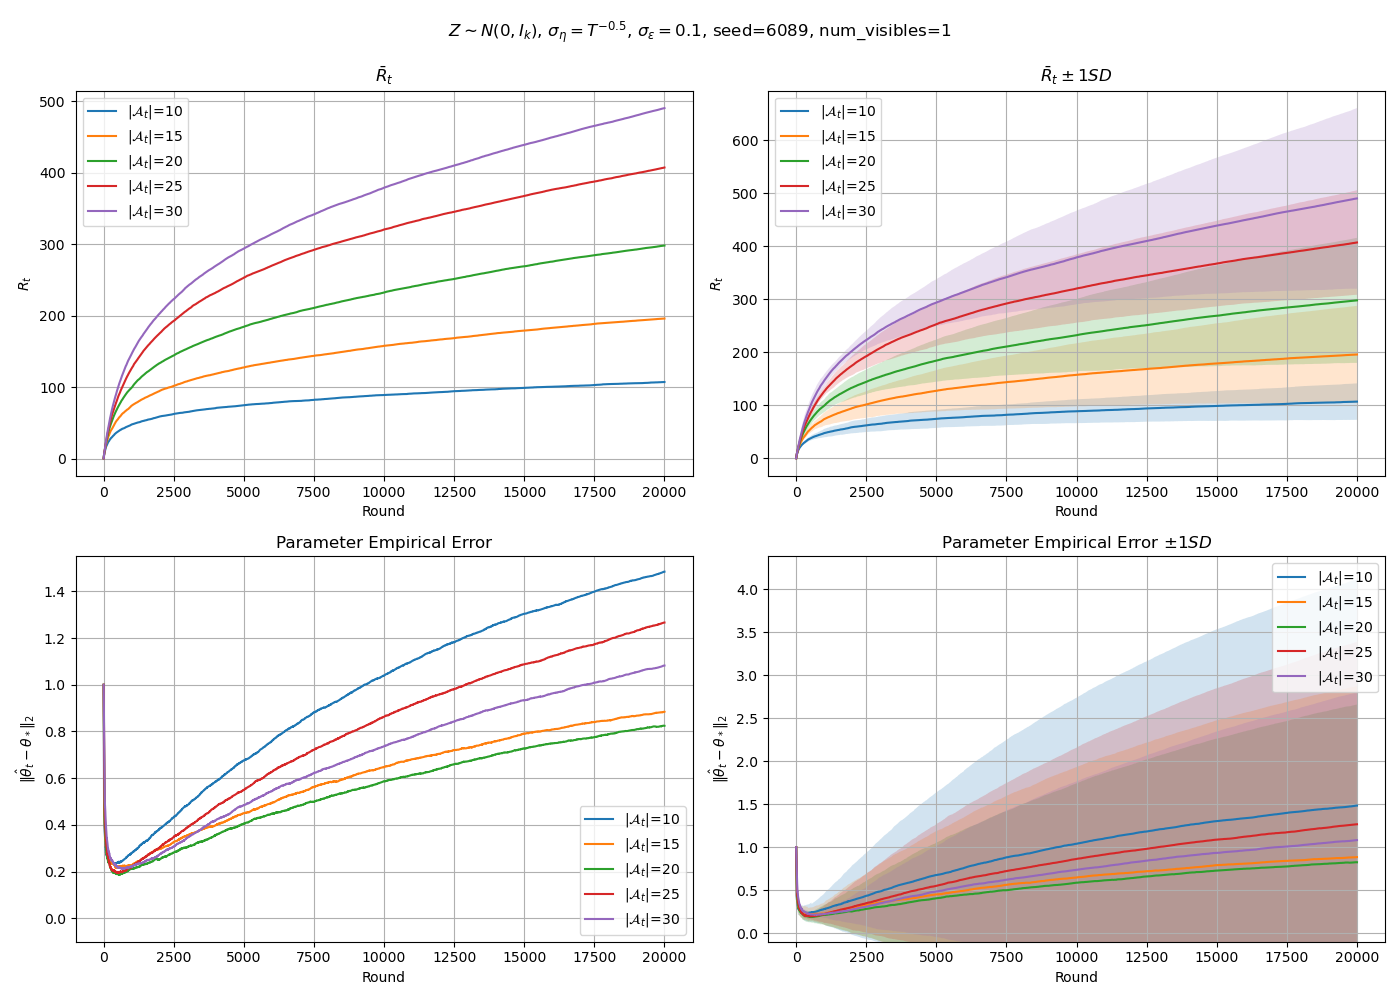 Z ∼ N(0, I_k), σ_η = T^{−0.5}, σ_ε = 0.1, seed=6089, num_visibles=1
R̄_t
R_t
500
400
300
200
100
0
|𝒜_t|=10
|𝒜_t|=15
|𝒜_t|=20
|𝒜_t|=25
|𝒜_t|=30
0 2500 5000 7500 10000 12500 15000 17500 20000
Round
R̄_t ± 1SD
R_t
600
500
400
300
200
100
0
|𝒜_t|=10
|𝒜_t|=15
|𝒜_t|=20
|𝒜_t|=25
|𝒜_t|=30
0 2500 5000 7500 10000 12500 15000 17500 20000
Round
Parameter Empirical Error
‖θ̂_t − θ_*‖_2
1.4
1.2
1.0
0.8
0.6
0.4
0.2
0.0
|𝒜_t|=10
|𝒜_t|=15
|𝒜_t|=20
|𝒜_t|=25
|𝒜_t|=30
0 2500 5000 7500 10000 12500 15000 17500 20000
Round
Parameter Empirical Error ±1SD
‖θ̂_t − θ_*‖_2
4.0
3.5
3.0
2.5
2.0
1.5
1.0
0.5
0.0
|𝒜_t|=10
|𝒜_t|=15
|𝒜_t|=20
|𝒜_t|=25
|𝒜_t|=30
0 2500 5000 7500 10000 12500 15000 17500 20000
Round